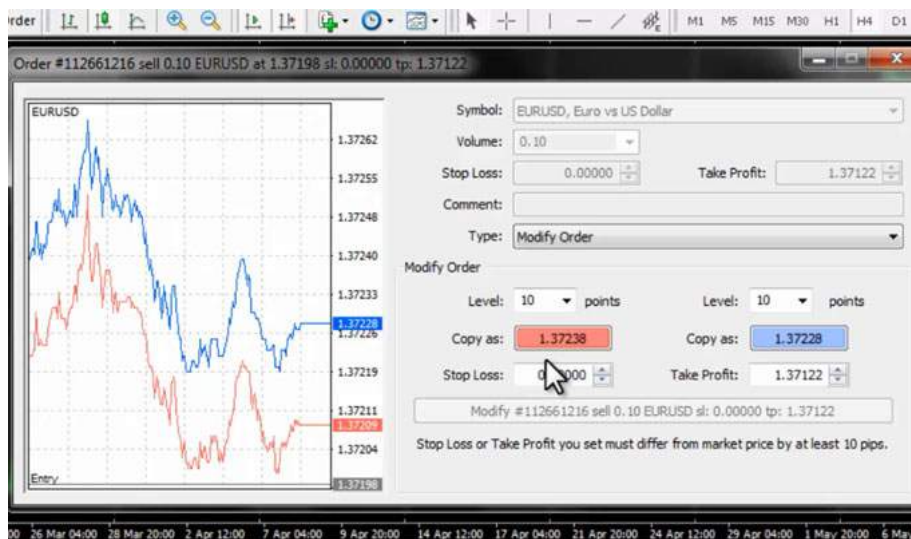 rder M1 M5 M15 M30 H1 H4 D1
Order #112661216 sell 0.10 EURUSD at 1.37198 sl: 0.00000 tp: 1.37122
EURUSD
1.37262
1.37255
1.37248
1.37240
1.37233
1.37228
1.37226
1.37219
1.37211
1.37209
1.37204
1.37198
Entry
Symbol: EURUSD, Euro vs US Dollar
Volume: 0.10
Stop Loss: 0.00000 Take Profit: 1.37122
Comment:
Type: Modify Order
Modify Order
Level: 10 points Level: 10 points
Copy as: 1.37238 Copy as: 1.37228
Stop Loss: Take Profit: 1.37122
Modify #112661216 sell 0.10 EURUSD sl: 0.00000 tp: 1.37122
Stop Loss or Take Profit you set must differ from market price by at least 10 pips.
00 26 Mar 04:00 28 Mar 20:00 2 Apr 12:00 7 Apr 04:00 9 Apr 20:00 14 Apr 12:00 17 Apr 04:00 21 Apr 20:00 24 Apr 12:00 29 Apr 04:00 1 May 20:00 6 May